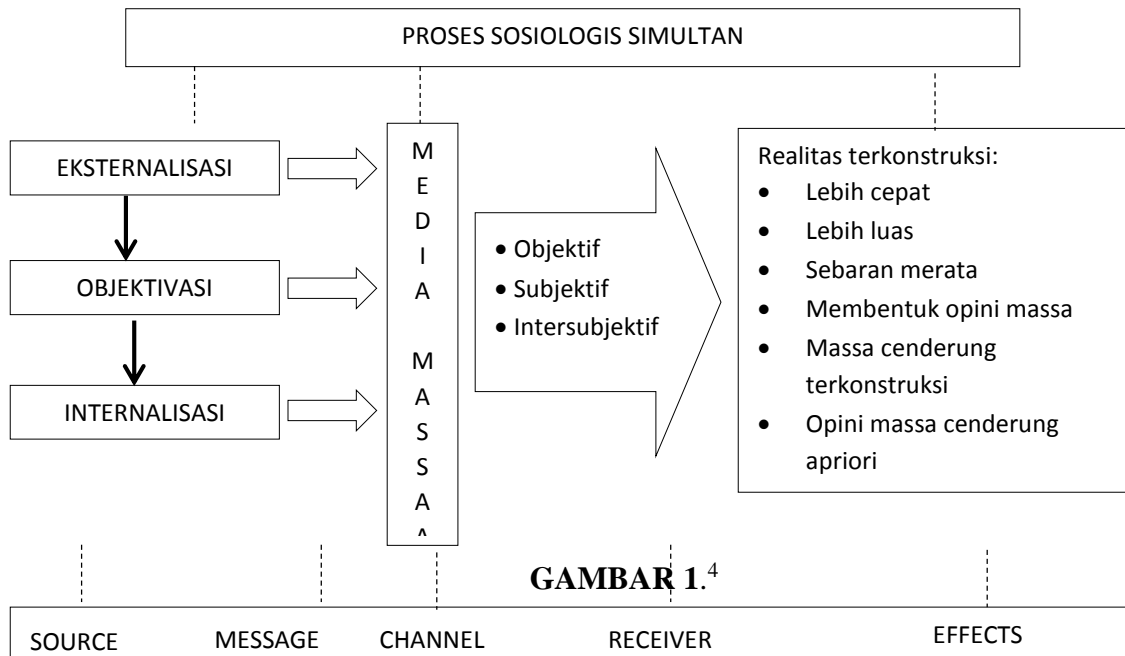 PROSES SOSIOLOGIS SIMULTAN
EKSTERNALISASI
OBJEKTIVASI
INTERNALISASI
M
E
D
I
A
M
A
S
S
A
A
• Objektif
• Subjektif
• Intersubjektif
Realitas terkonstruksi:
• Lebih cepat
• Lebih luas
• Sebaran merata
• Membentuk opini massa
• Massa cenderung
terkonstruksi
• Opini massa cenderung
apriori
GAMBAR 1.⁴
SOURCE MESSAGE CHANNEL RECEIVER EFFECTS